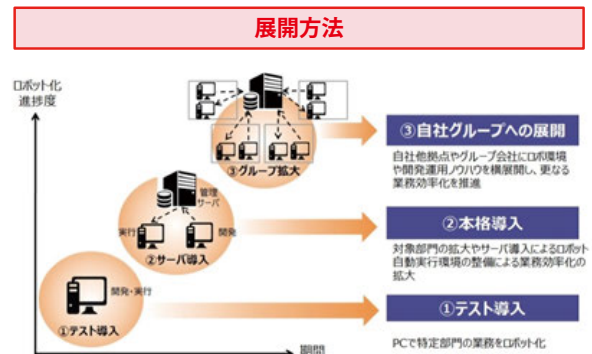 展開方法
ロボット化
進捗度
③グループ拡大
③自社グループへの展開
自社他拠点やグループ会社にロボ環境
や開発運用ノウハウを横展開し、更なる
業務効率化を推進
管理
サーバ
実行
開発
②サーバ導入
②本格導入
対象部門の拡大やサーバ導入によるロボット
自動実行環境の整備による業務効率化の
拡大
開発・実行
①テスト導入
①テスト導入
PCで特定部門の業務をロボット化
期間